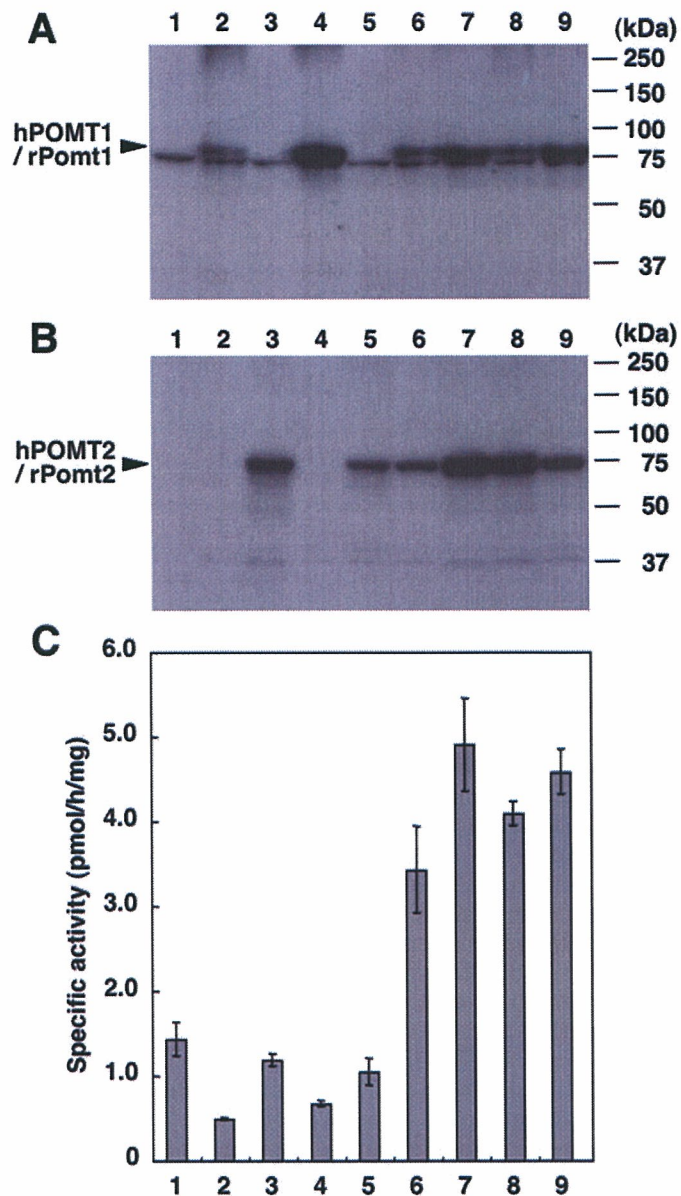 A
1 2 3 4 5 6 7 8 9 (kDa)
250
150
hPOMT1
/ rPomt1
100
75
50
37
B
1 2 3 4 5 6 7 8 9 (kDa)
250
150
100
hPOMT2
/ rPomt2
75
50
37
C
6.0
5.0
4.0
3.0
2.0
1.0
0
Specific activity (pmol/h/mg)
1 2 3 4 5 6 7 8 9